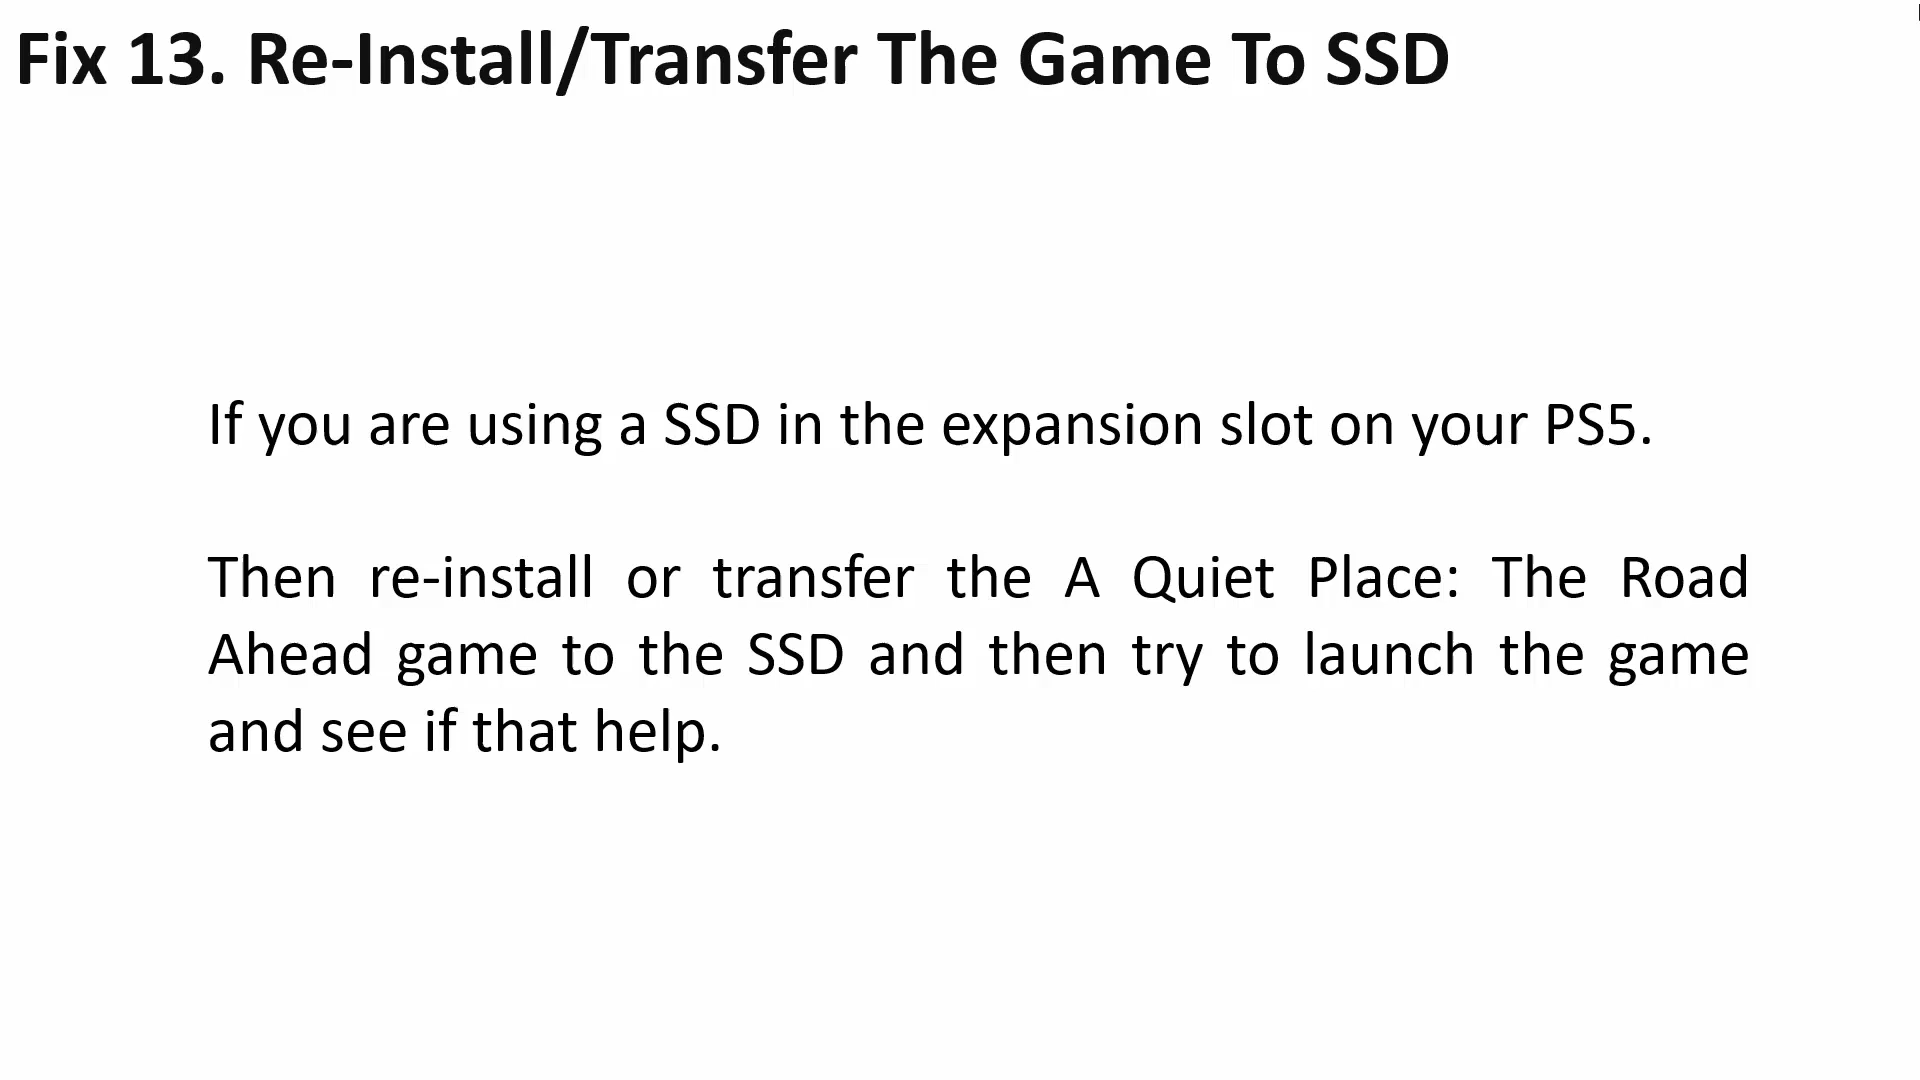 Fix 13. Re-Install/Transfer The Game To SSD
If you are using a SSD in the expansion slot on your PS5.
Then re-install or transfer the A Quiet Place: The Road
Ahead game to the SSD and then try to launch the game
and see if that help.